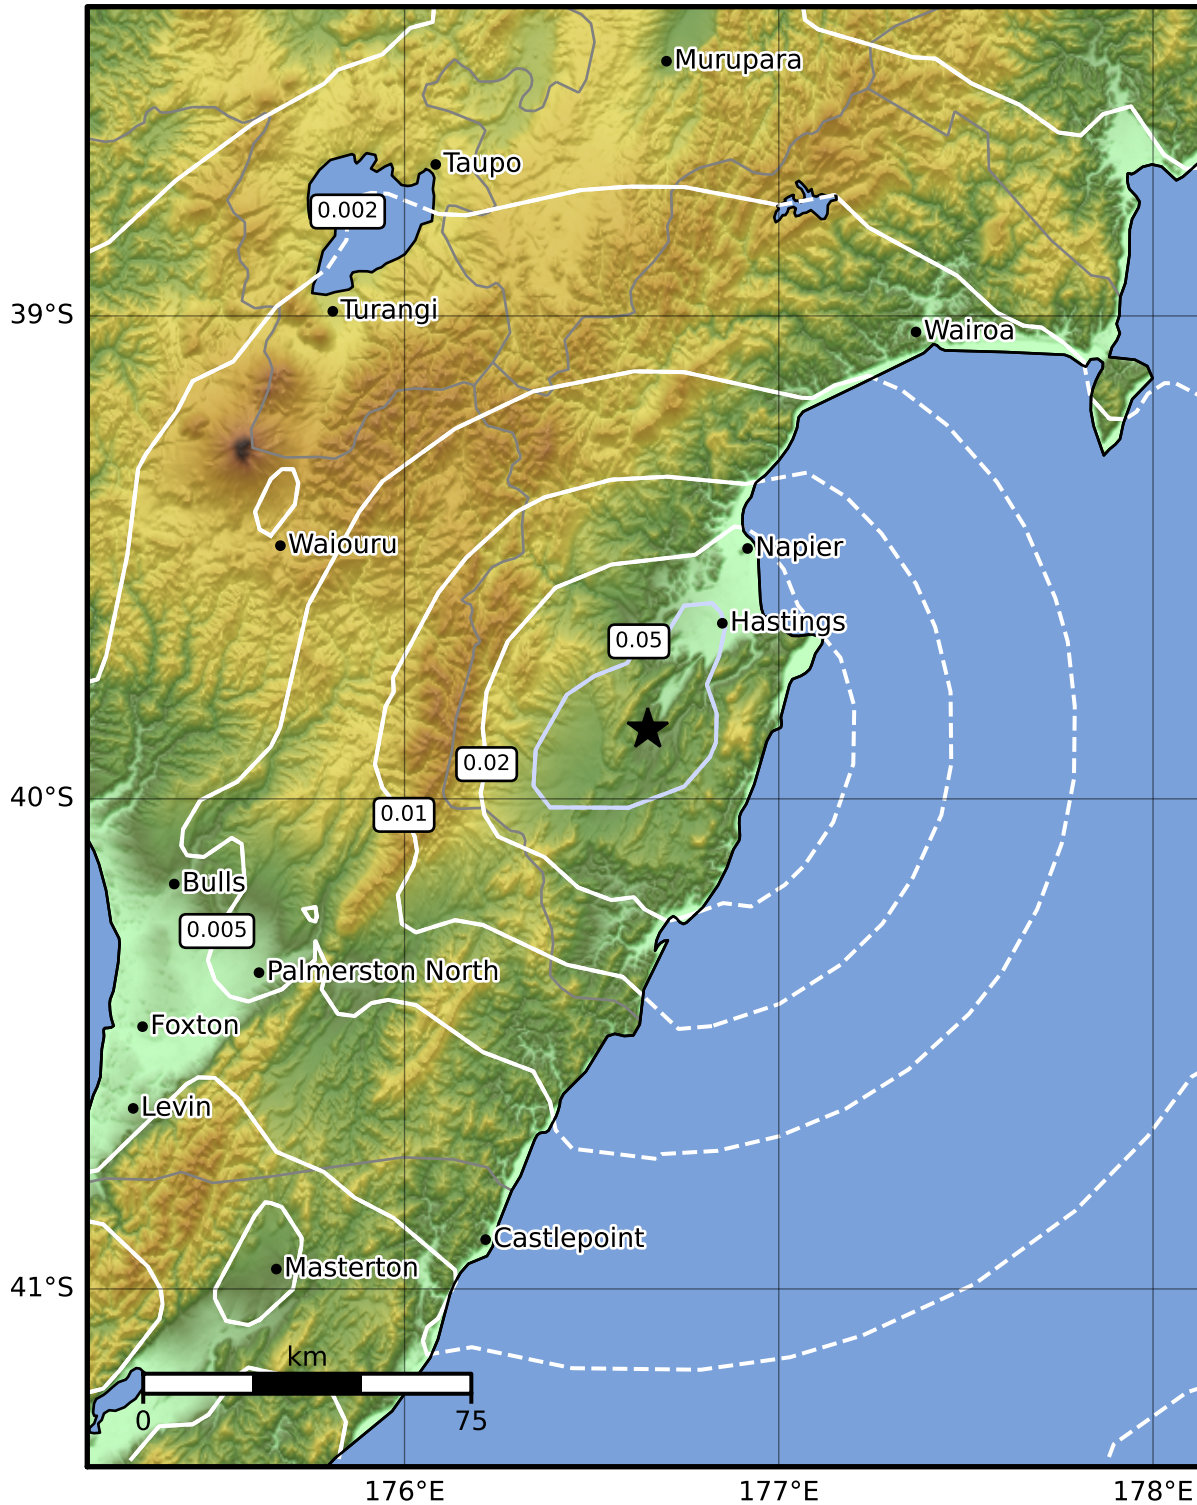 Murupara
Taupo
0.002
Turangi
39°S
Wairoa
Waiouru
Napier
Hastings
0.05
0.02
40°S
0.01
Bulls
0.005
Palmerston North
Foxton
Levin
Castlepoint
Masterton
41°S
km
0 75
176°E 177°E 178°E